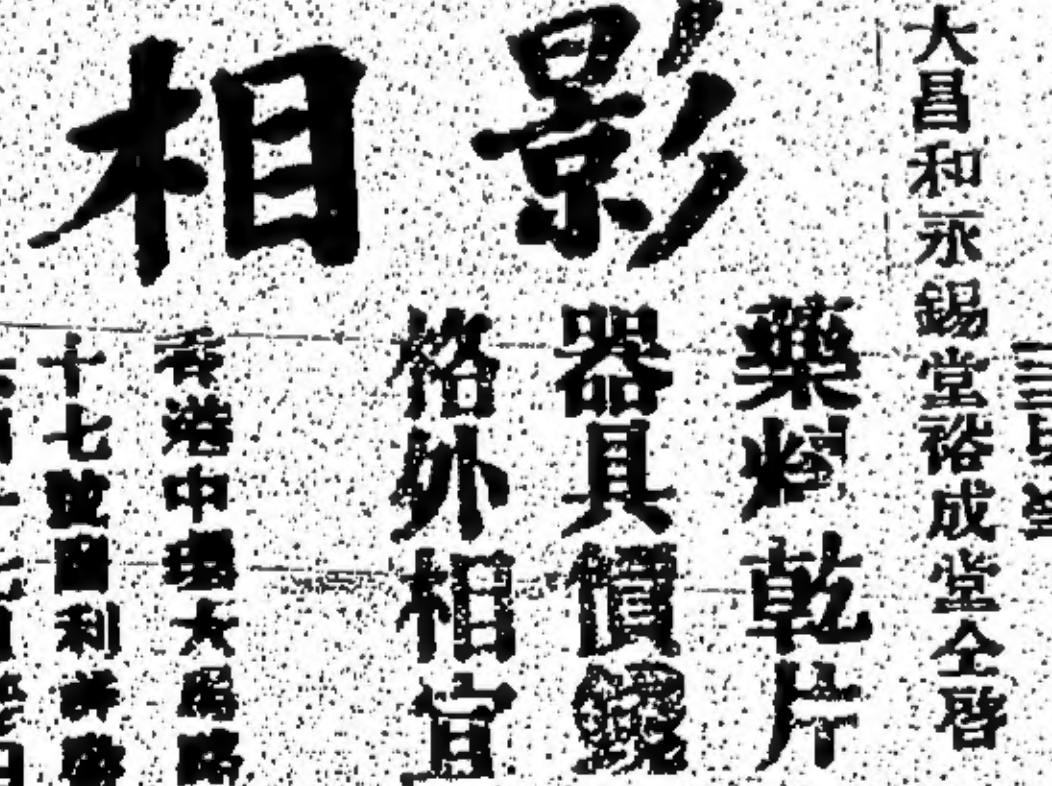 大昌和永錫堂裕成堂仝啓
影相
藥料乾片
器具價錢
格外相宜
香港中環大馬路
十七號利